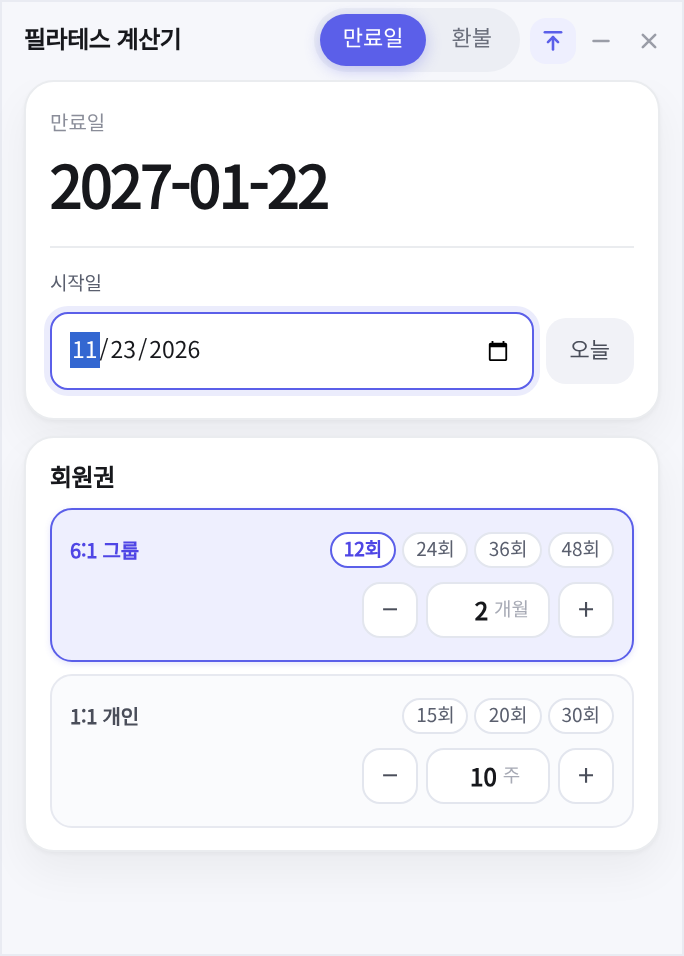 필라테스 계산기 만료일 환불
만료일
2027-01-22
시작일
11/23/2026 오늘
회원권
6:1 그룹 12회 24회 36회 48회
− 2 개월 +
1:1 개인 15회 20회 30회
− 10 주 +